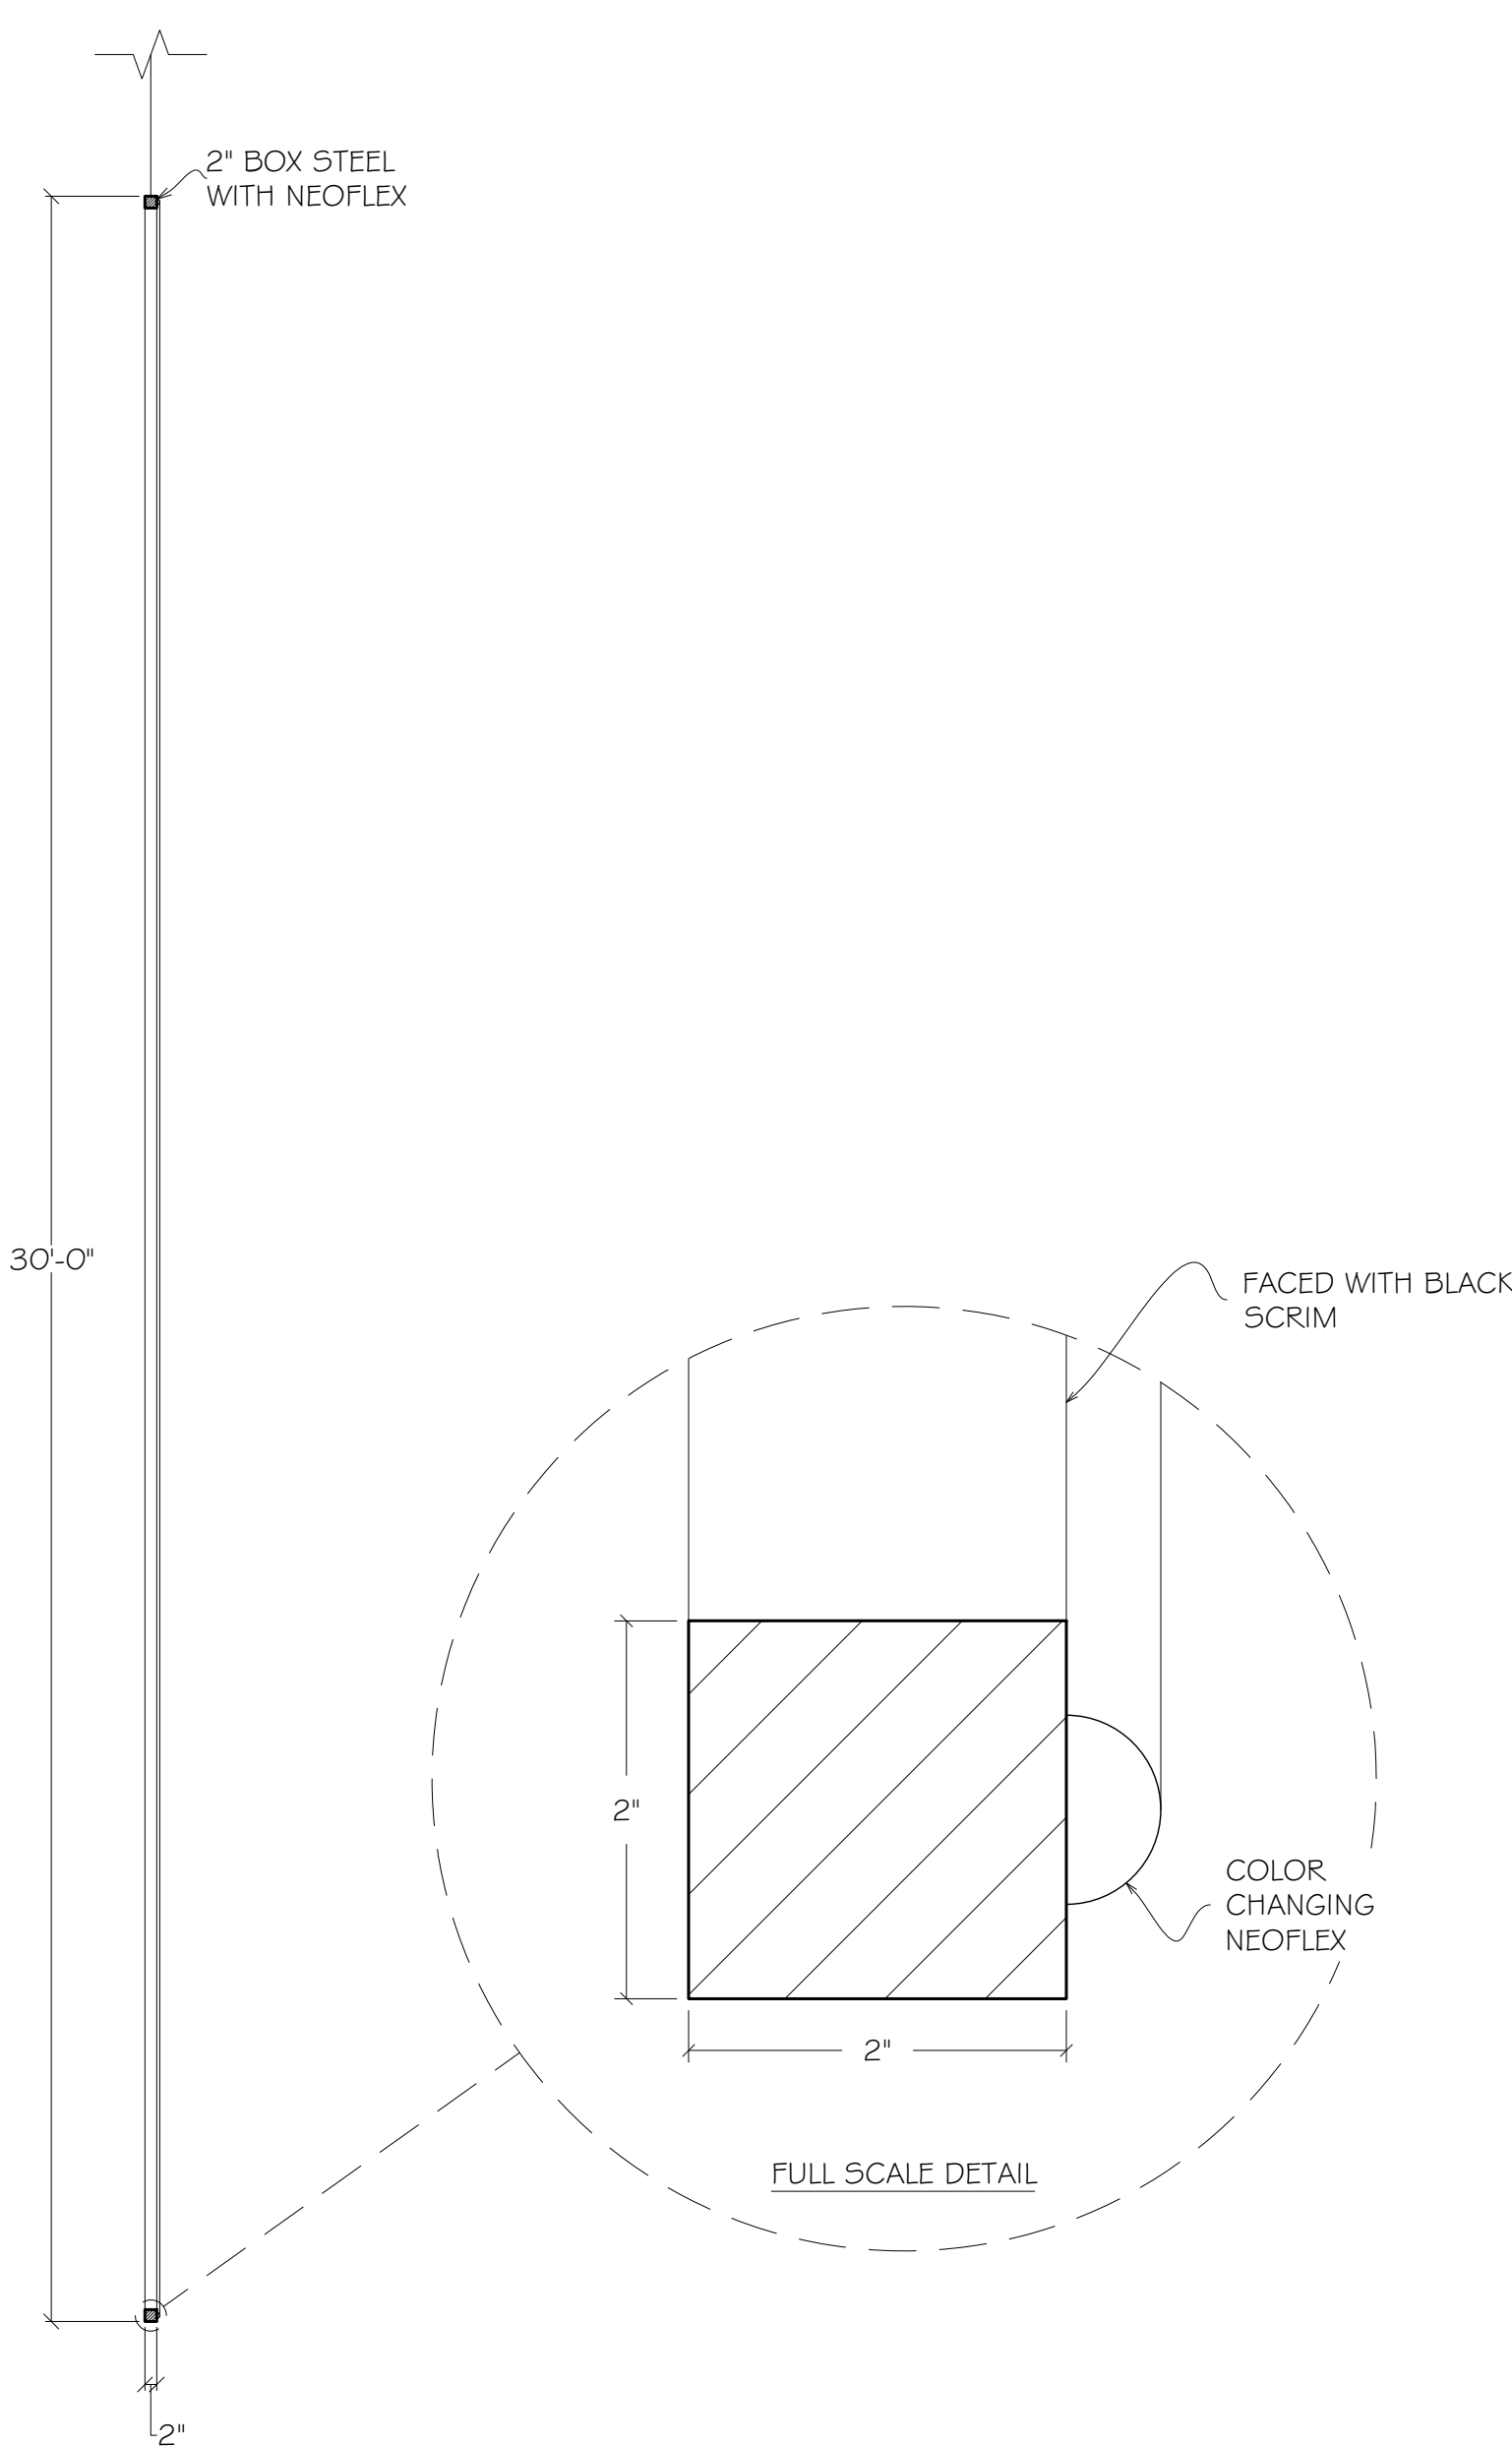 2" BOX STEEL
WITH NEOFLEX
30'-0"
FACED WITH BLACK
SCRIM
2"
COLOR
CHANGING
NEOFLEX
2"
FULL SCALE DETAIL
2"